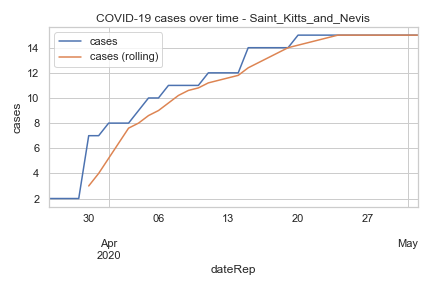 COVID-19 cases over time - Saint_Kitts_and_Nevis
cases
cases (rolling)
14
12
10
8
6
4
2
cases
30 06 13 20 27
Apr May
2020
dateRep